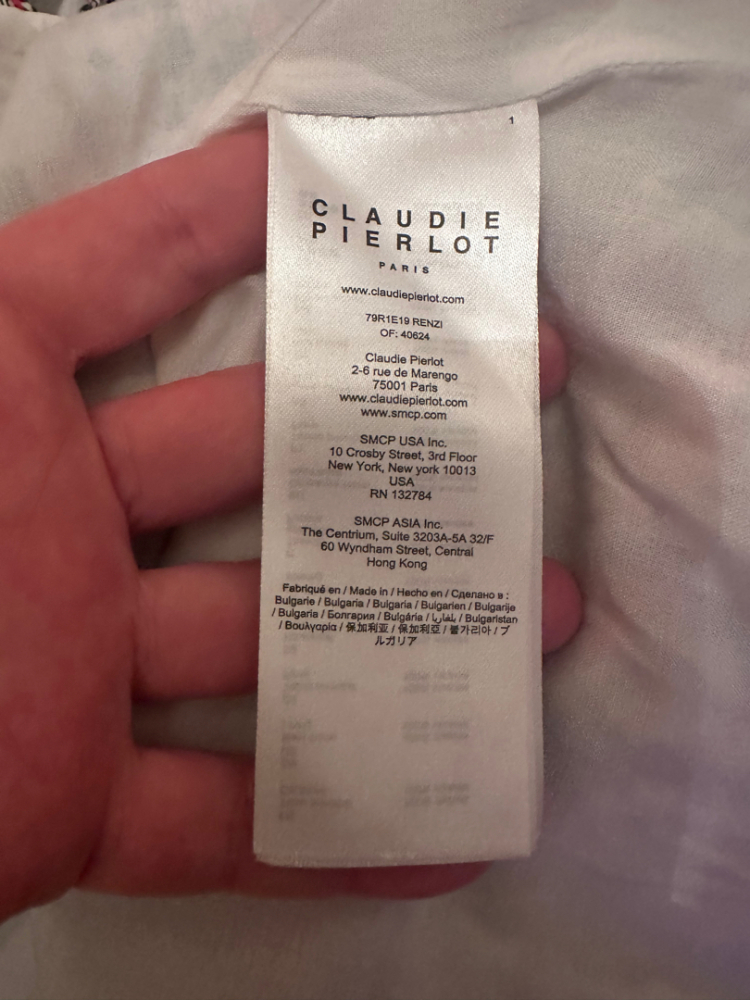 1
CLAUDIE
PIERLOT
PARIS
www.claudiepierlot.com
79R1E19 RENZI
OF: 40624
Claudie Pierlot
2-6 rue de Marengo
75001 Paris
www.claudiepierlot.com
www.smcp.com
SMCP USA Inc.
10 Crosby Street, 3rd Floor
New York, New york 10013
USA
RN 132784
SMCP ASIA Inc.
The Centrium, Suite 3203A-5A 32/F
60 Wyndham Street, Central
Hong Kong
Fabriqué en / Made in / Hecho en / Сделано в :
Bulgarie / Bulgaria / Bulgaria / Bulgarien / Bulgarije
/ Bulgaria / Болгария / Bulgária / بلغاريا / Bulgaristan
/ Βουλγαρία / 保加利亚 / 保加利亞 / 불가리아 / ブ
ルガリア